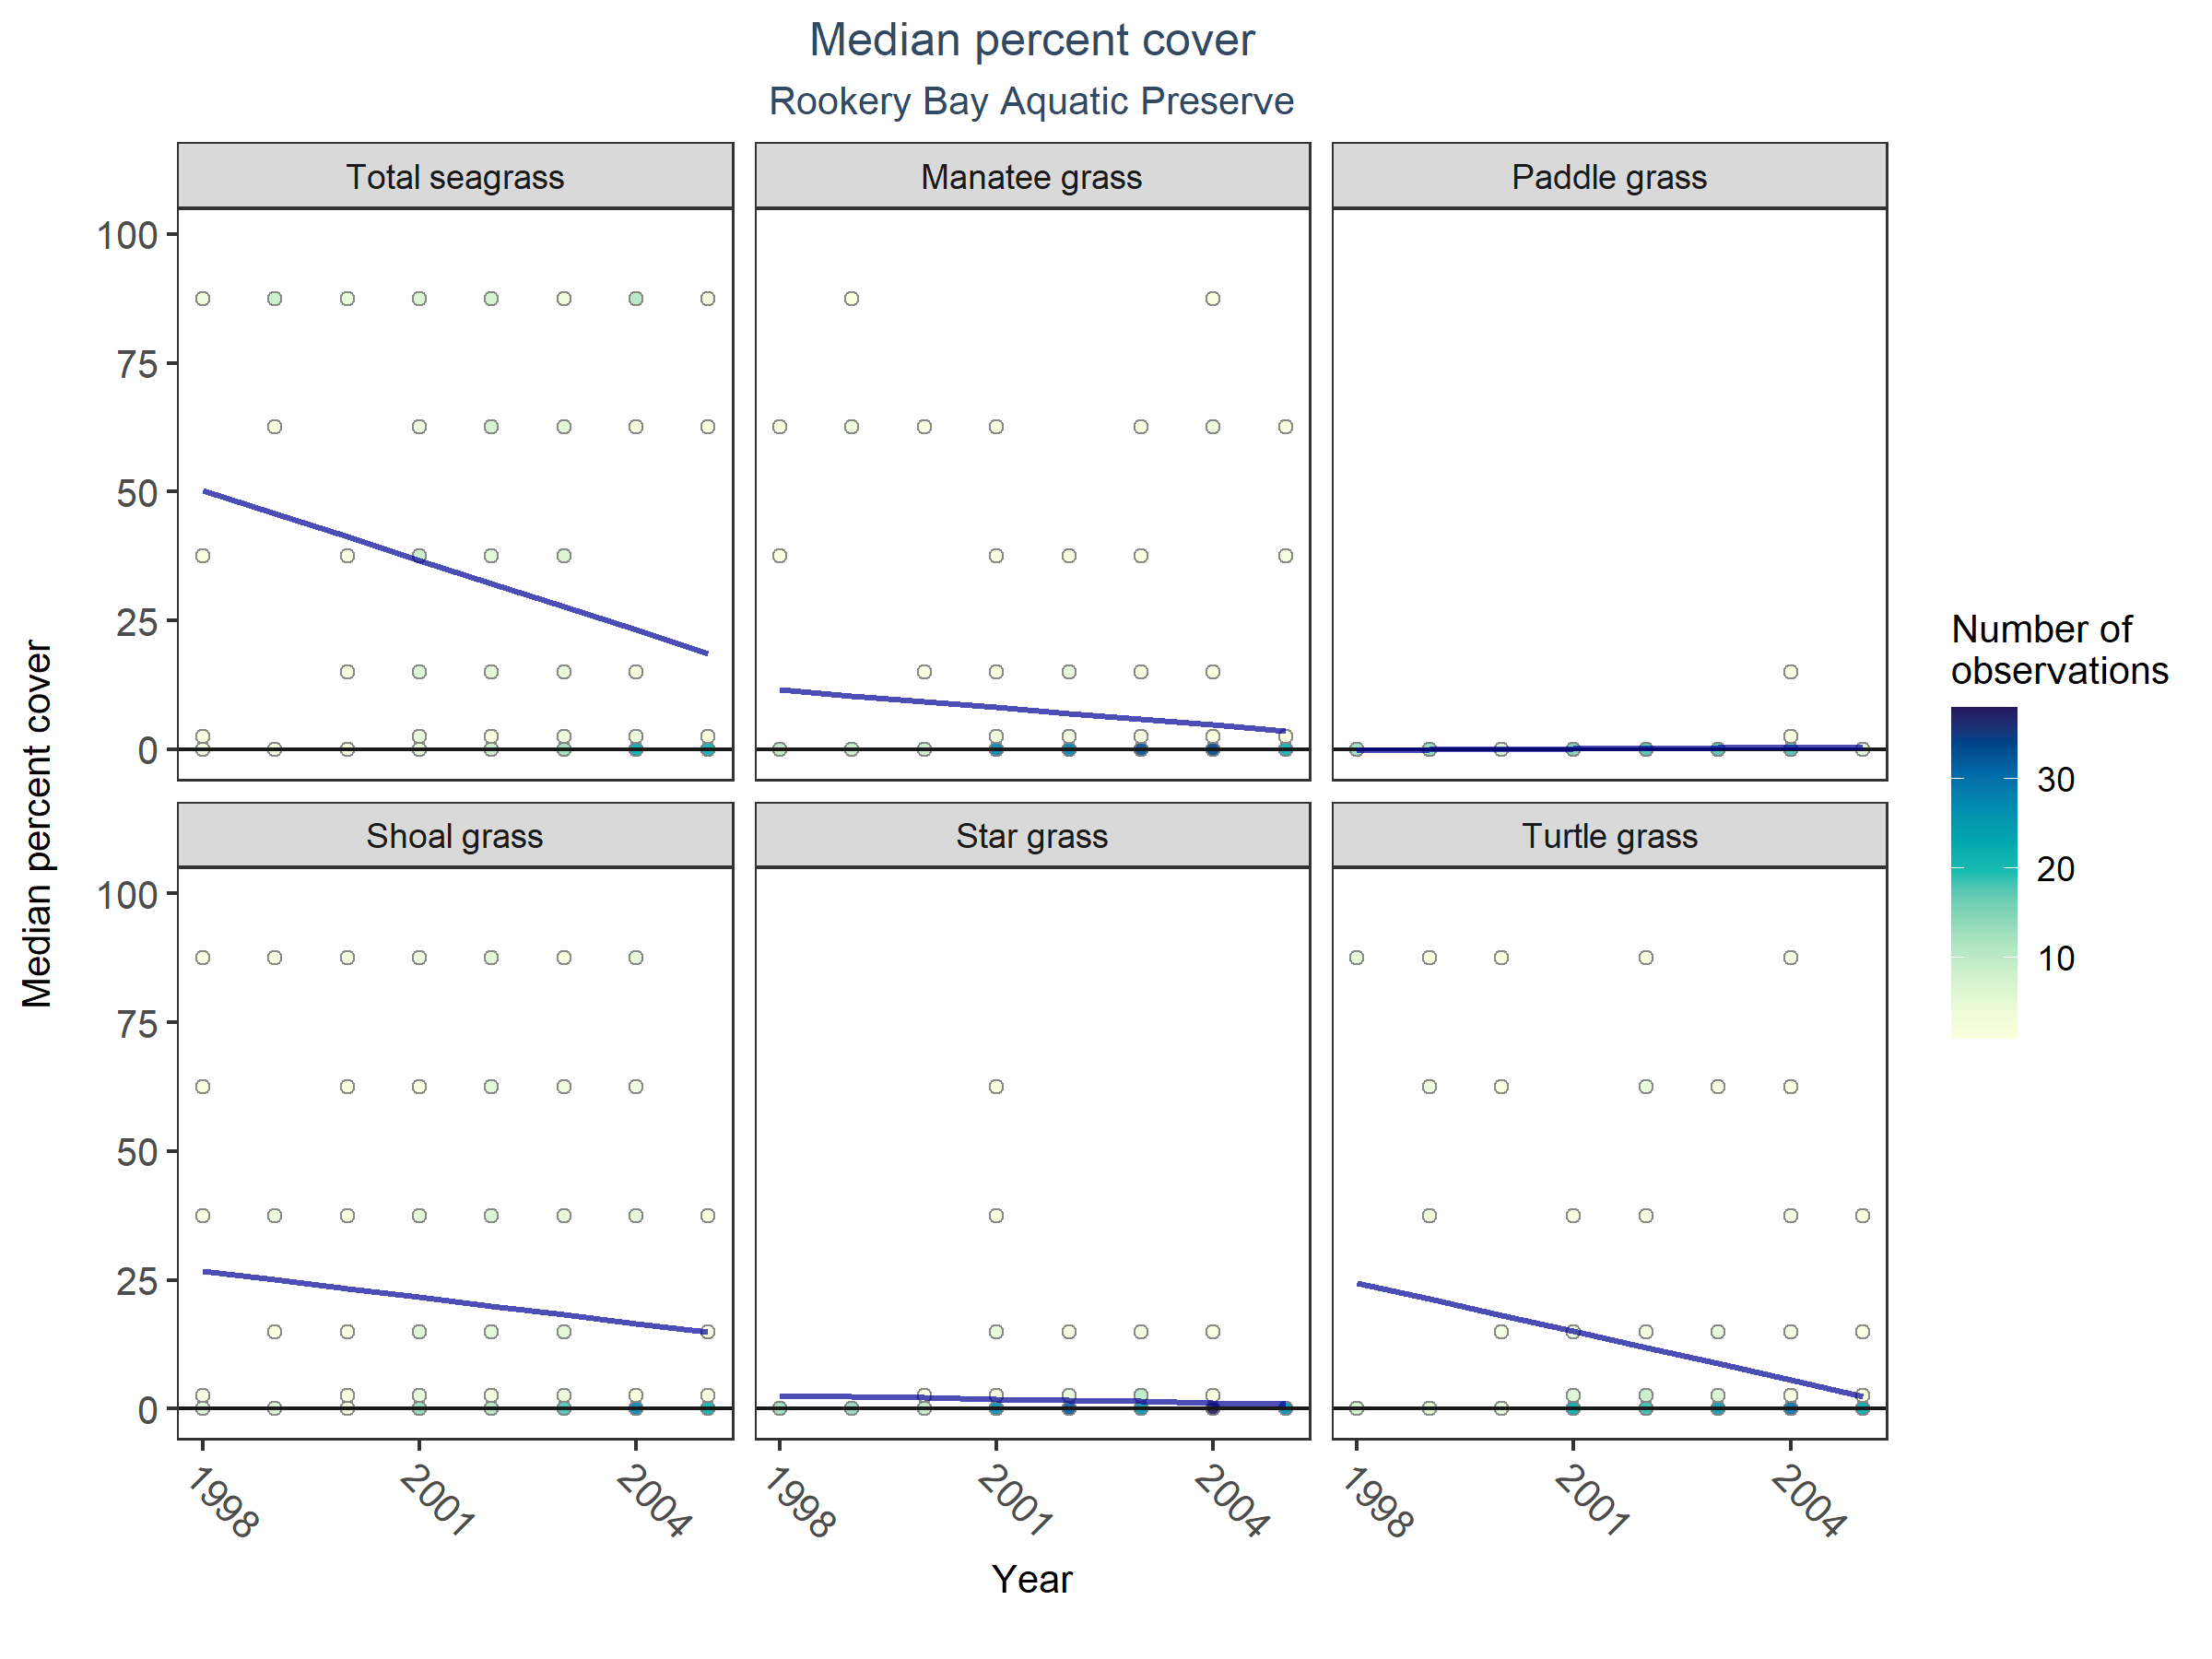 Median percent cover
Rookery Bay Aquatic Preserve
Total seagrass
Manatee grass
Paddle grass
100
75
50
25
0
Shoal grass
Star grass
Turtle grass
100
75
50
25
0
1998
2001
2004
1998
2001
2004
1998
2001
2004
Year
Median percent cover
Number of
observations
30
20
10